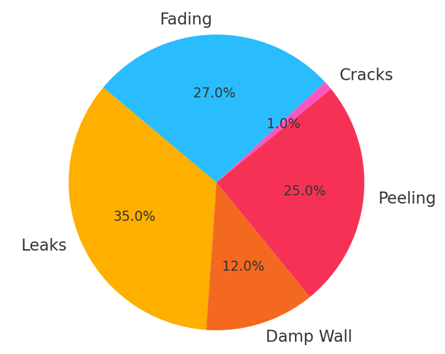 Fading
27.0%
Cracks
1.0%
Peeling
25.0%
Leaks
35.0%
Damp Wall
12.0%